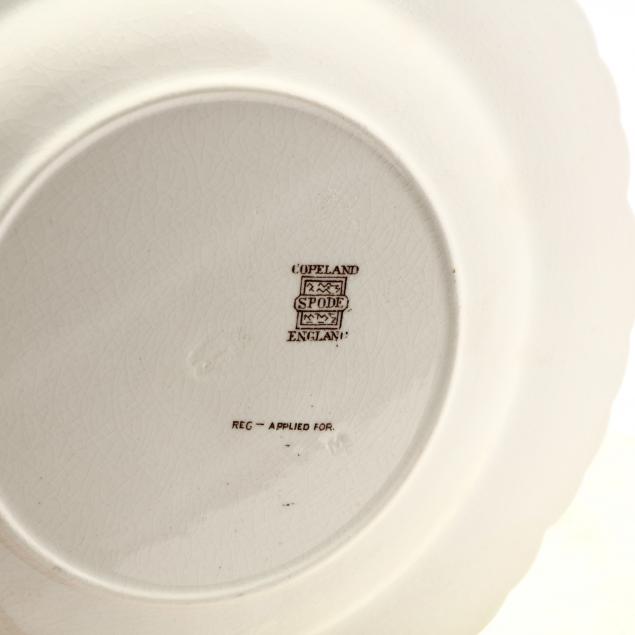 COPELAND
SPODE
ENGLAND
REG — APPLIED FOR.